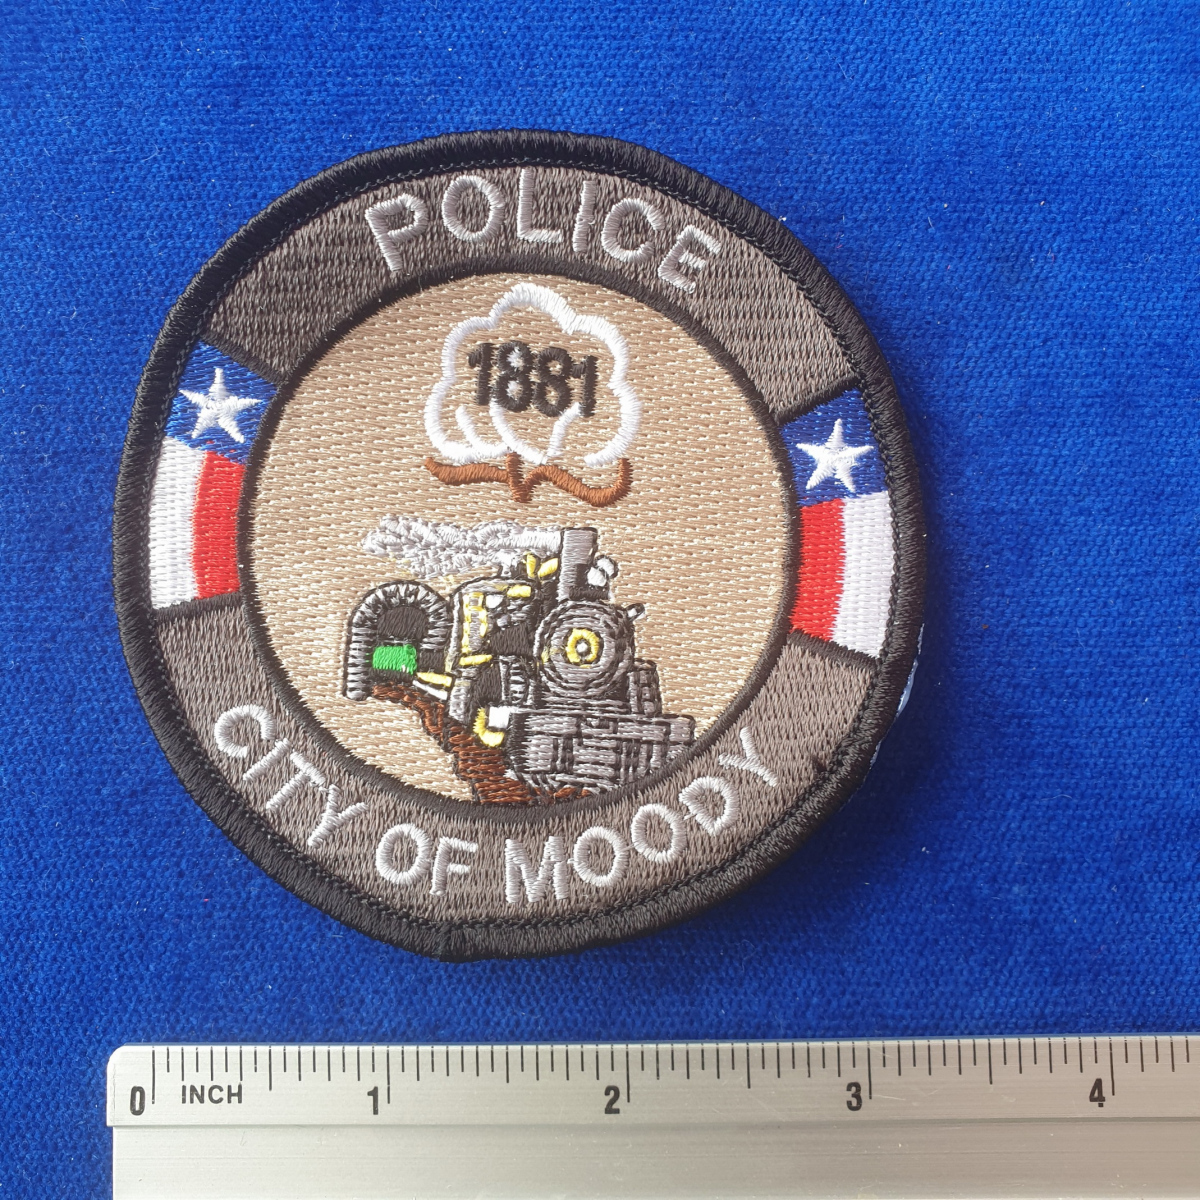 POLICE
1881
CITY OF MOODY
0 INCH 1 2 3 4